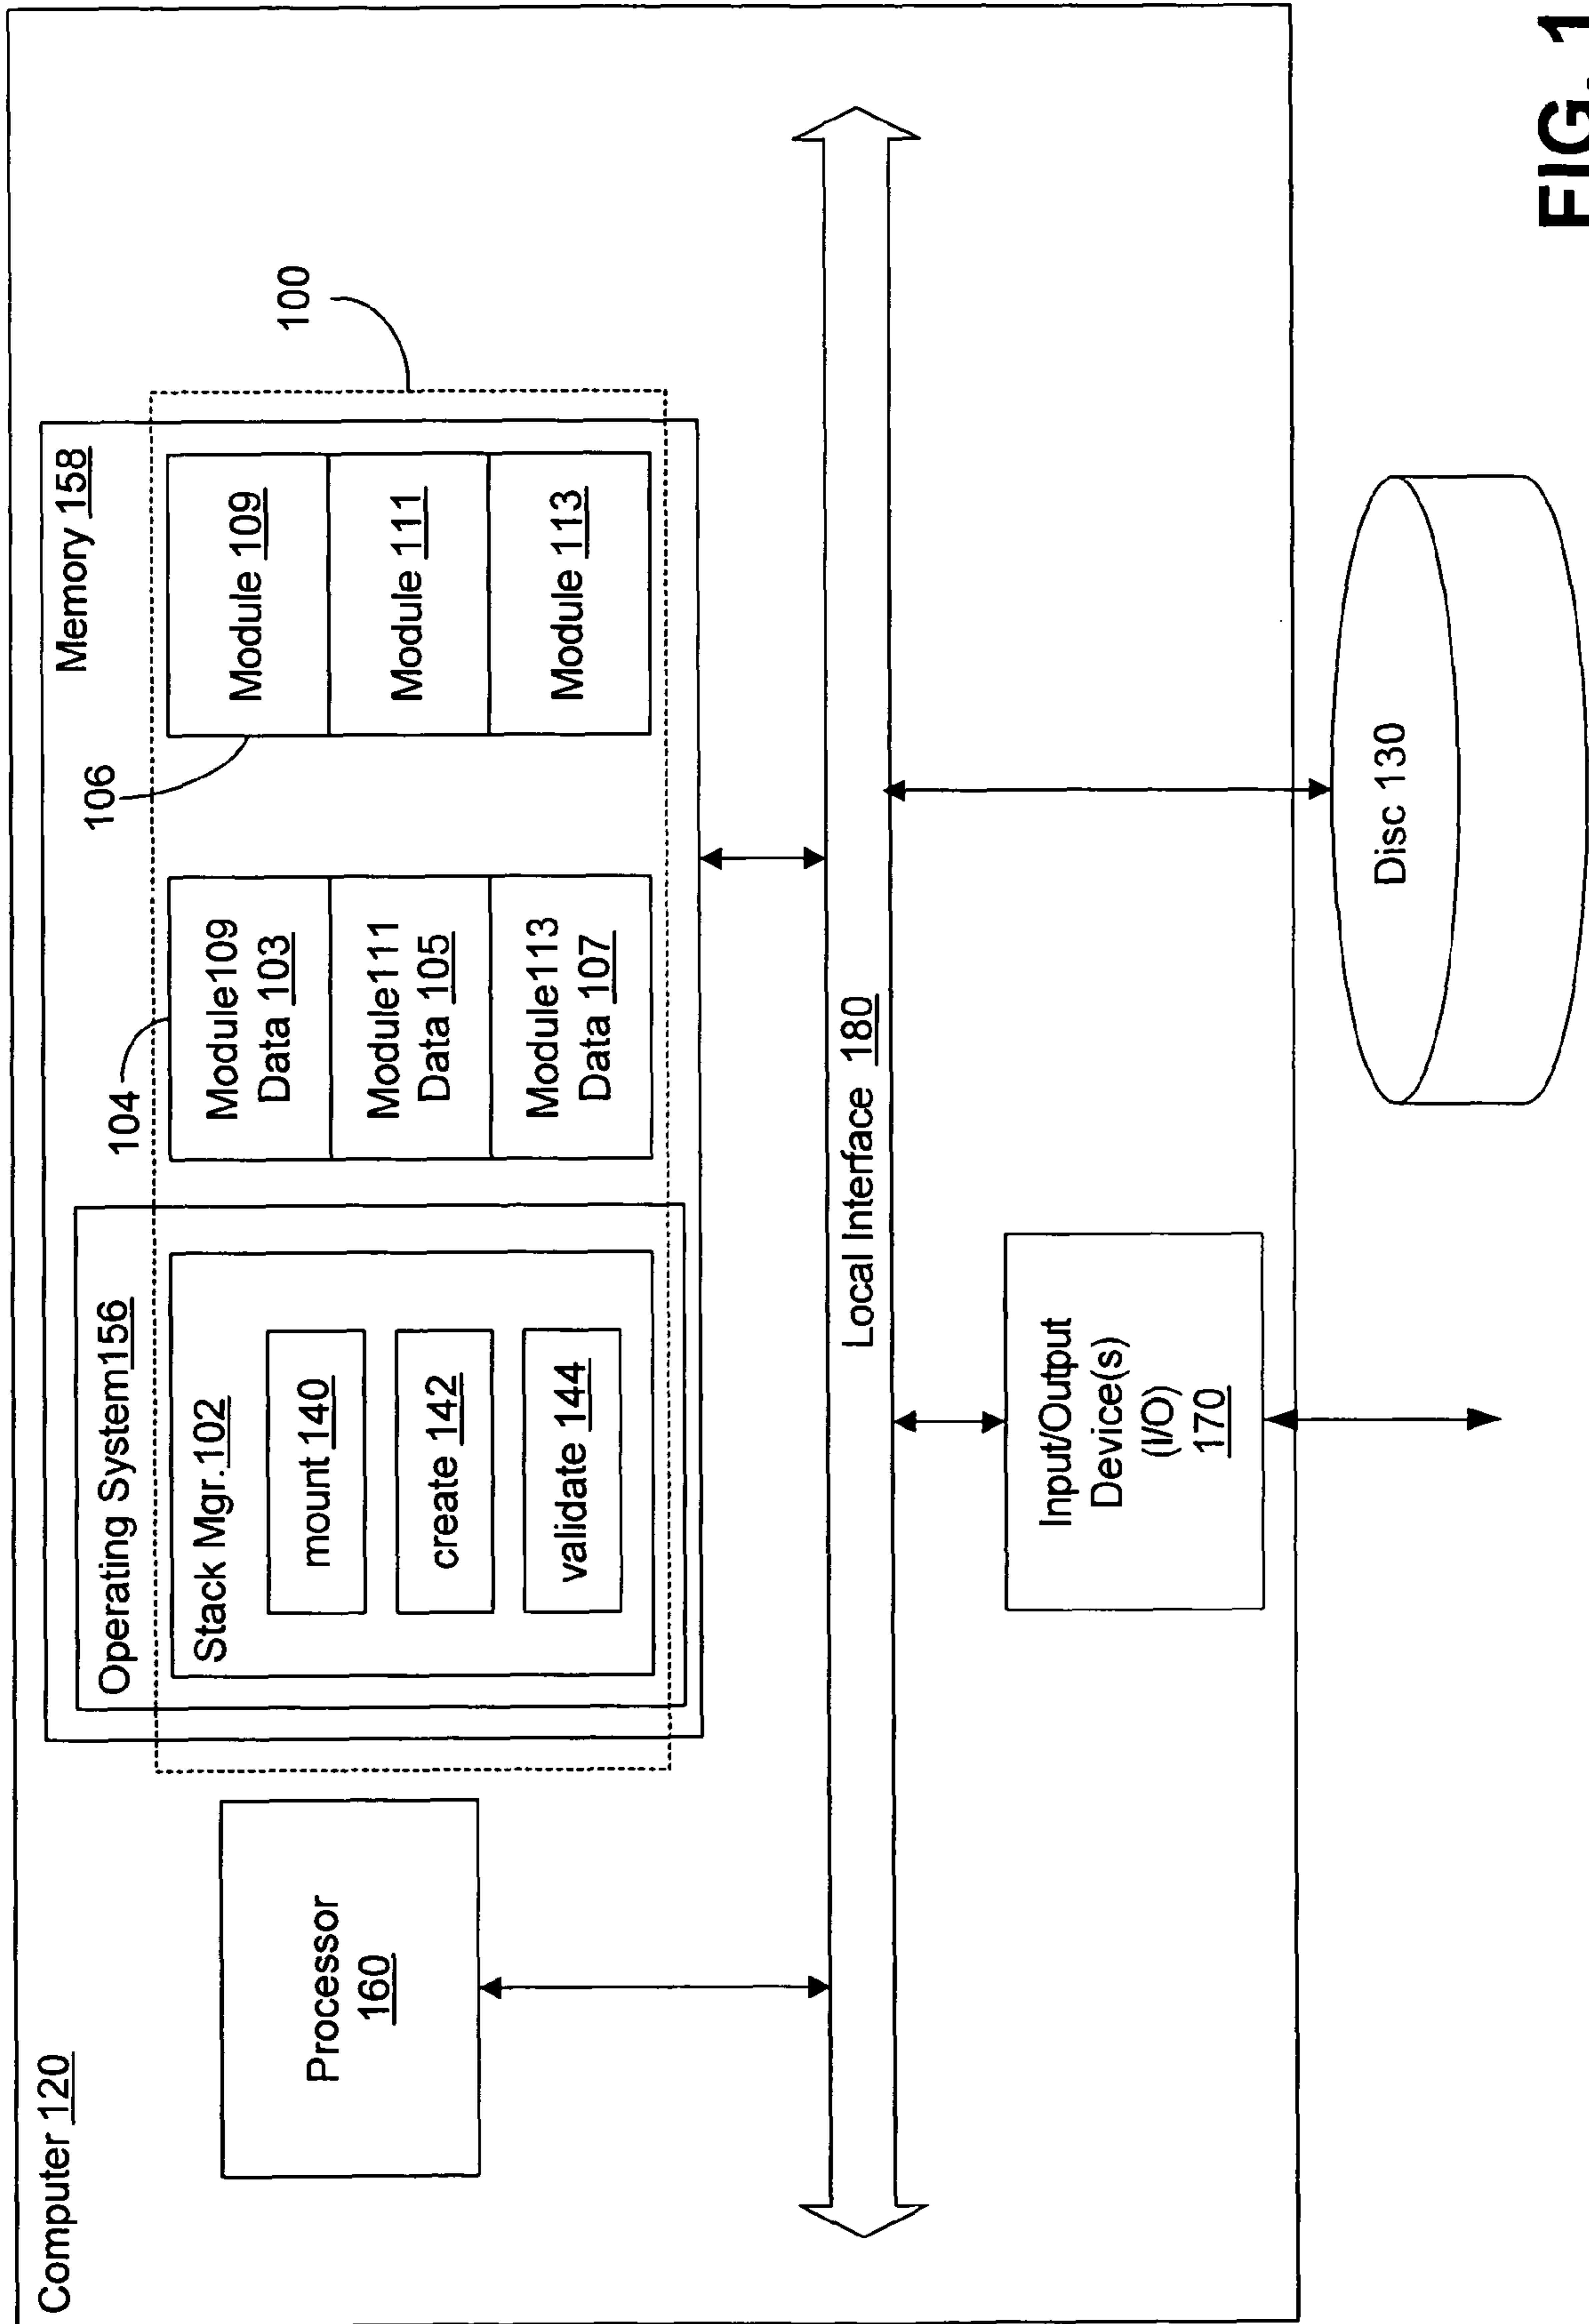 Computer 120
Processor
160
Memory 158
Operating System156
Stack Mgr.102
mount 140
create 142
validate 144
104
Module109
Data 103
Module111
Data 105
Module113
Data 107
106
Module 109
Module 111
Module 113
100
Local Interface 180
Input/Output
Device(s)
(I/O)
170
Disc 130
FIG. 1